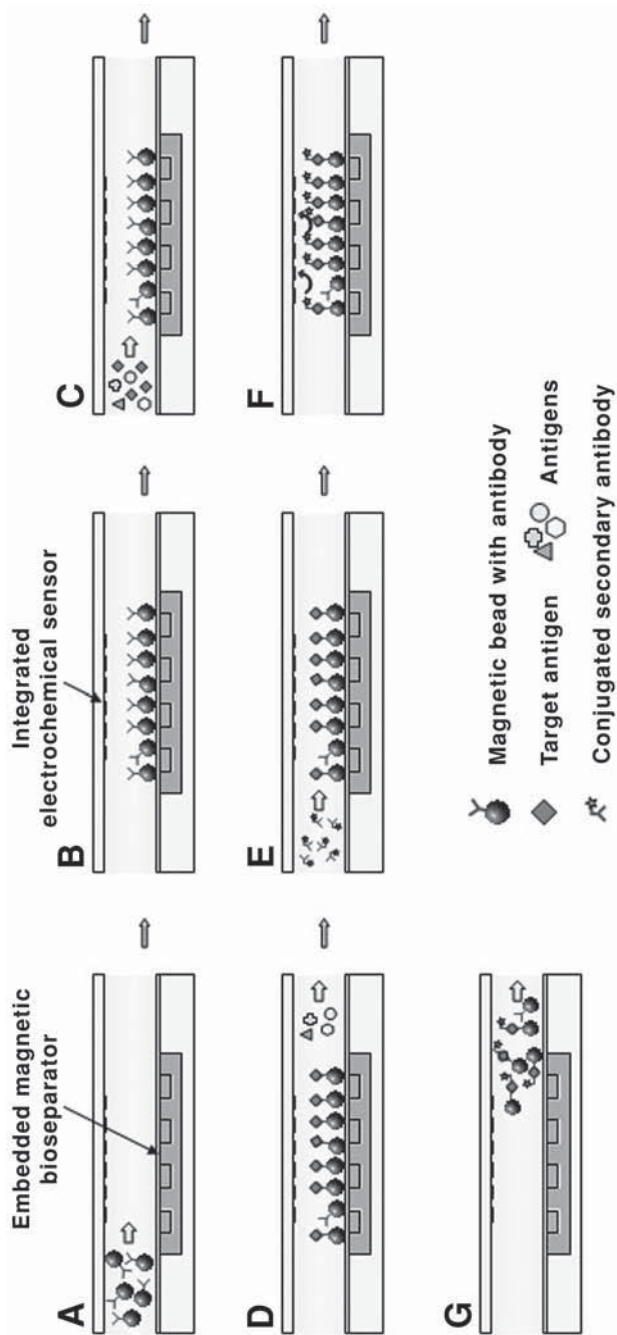 Embedded magnetic
bioseparator
Integrated
electrochemical sensor
A
B
C
D
E
F
G
Magnetic bead with antibody
Target antigen
Antigens
Conjugated secondary antibody